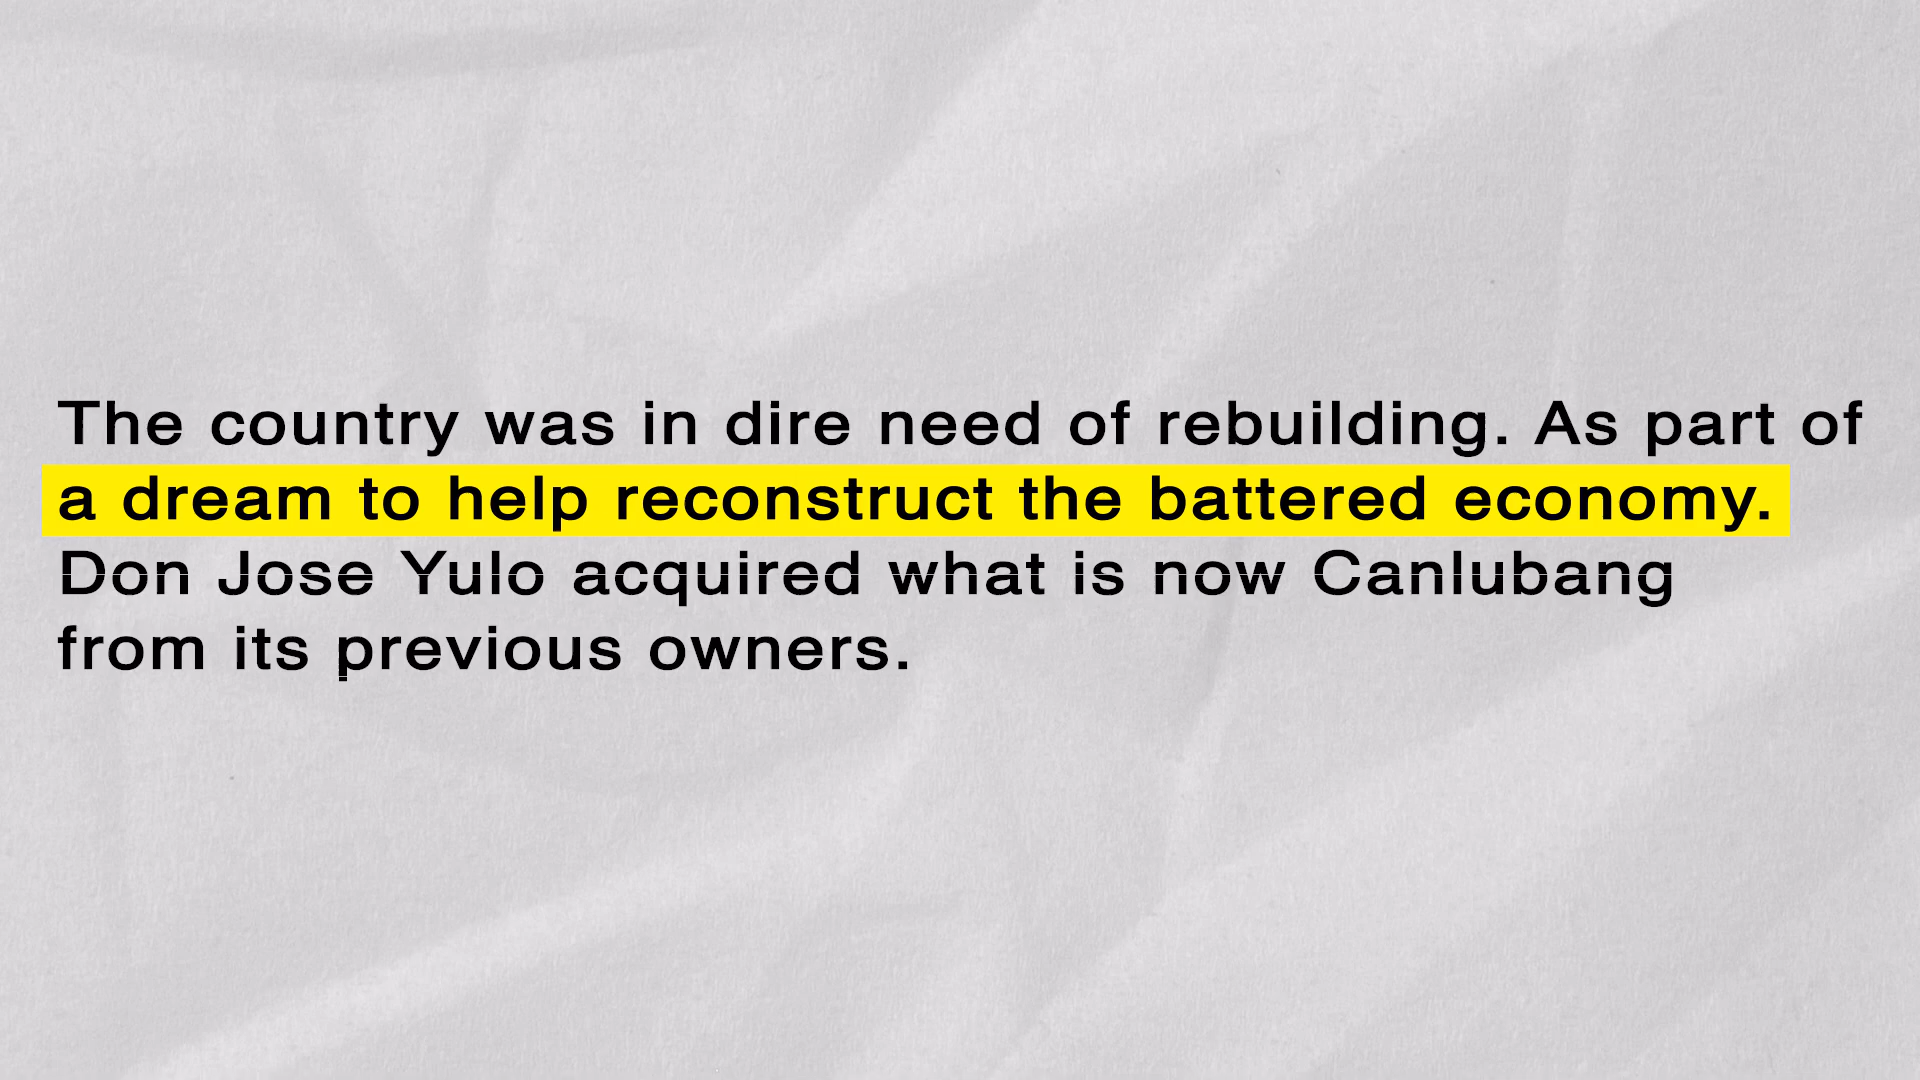 The country was in dire need of rebuilding. As part of
a dream to help reconstruct the battered economy.
Don Jose Yulo acquired what is now Canlubang
from its previous owners.